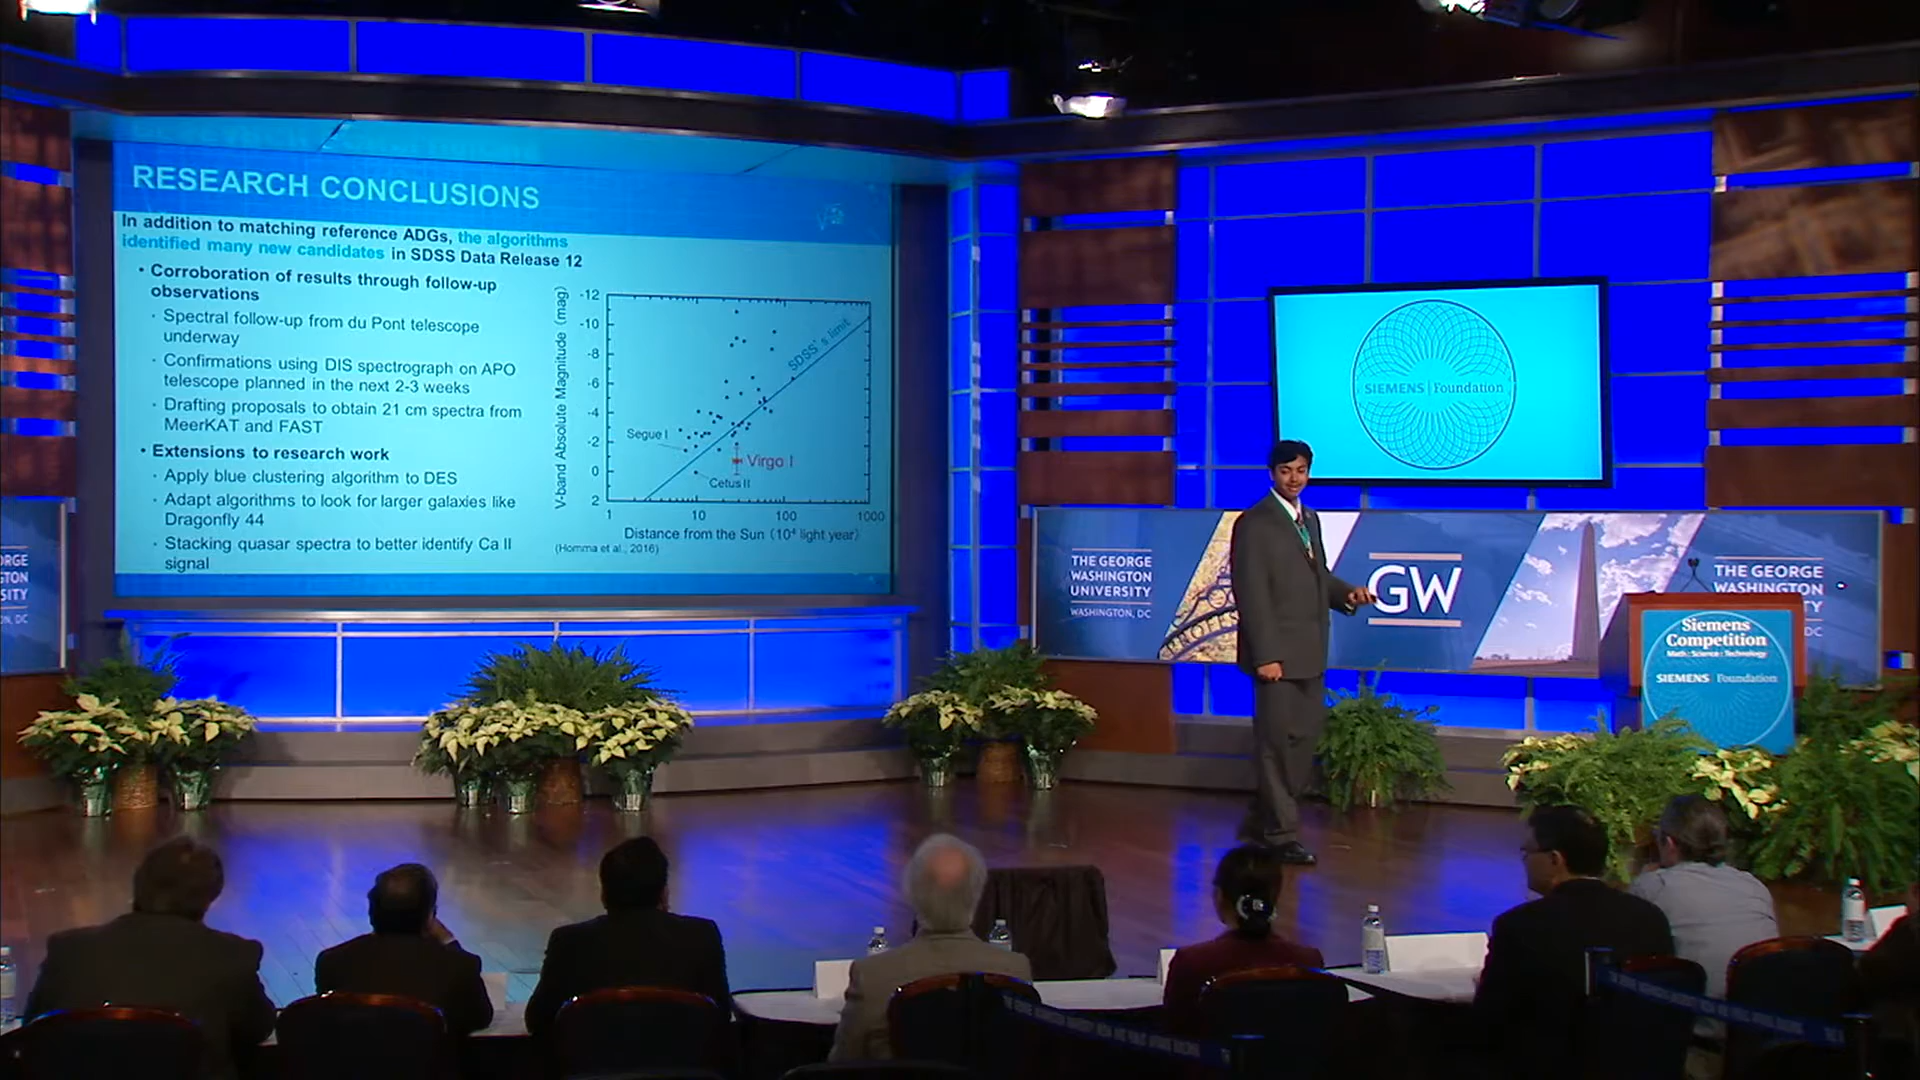 RESEARCH CONCLUSIONS
In addition to matching reference ADGs, the algorithms
identified many new candidates in SDSS Data Release 12
• Corroboration of results through follow-up
observations
· Spectral follow-up from du Pont telescope
underway
· Confirmations using DIS spectrograph on APO
telescope planned in the next 2-3 weeks
· Drafting proposals to obtain 21 cm spectra from
MeerKAT and FAST
• Extensions to research work
· Apply blue clustering algorithm to DES
· Adapt algorithms to look for larger galaxies like
Dragonfly 44
· Stacking quasar spectra to better identify Ca II
signal
V-band Absolute Magnitude (mag)
-12
-10
-8
-6
-4
-2
0
2
SDSS's limit
Segue I
Virgo I
Cetus II
1 10 100 1000
Distance from the Sun (10⁴ light year)
(Homma et al., 2016)
SIEMENS | Foundation
THE GEORGE
WASHINGTON
UNIVERSITY
WASHINGTON, DC
GW
THE GEORGE
WASHINGTON
TY
DC
Siemens
Competition
Math : Science : Technology
SIEMENS | Foundation
ORGE
GTON
SITY
ON, DC